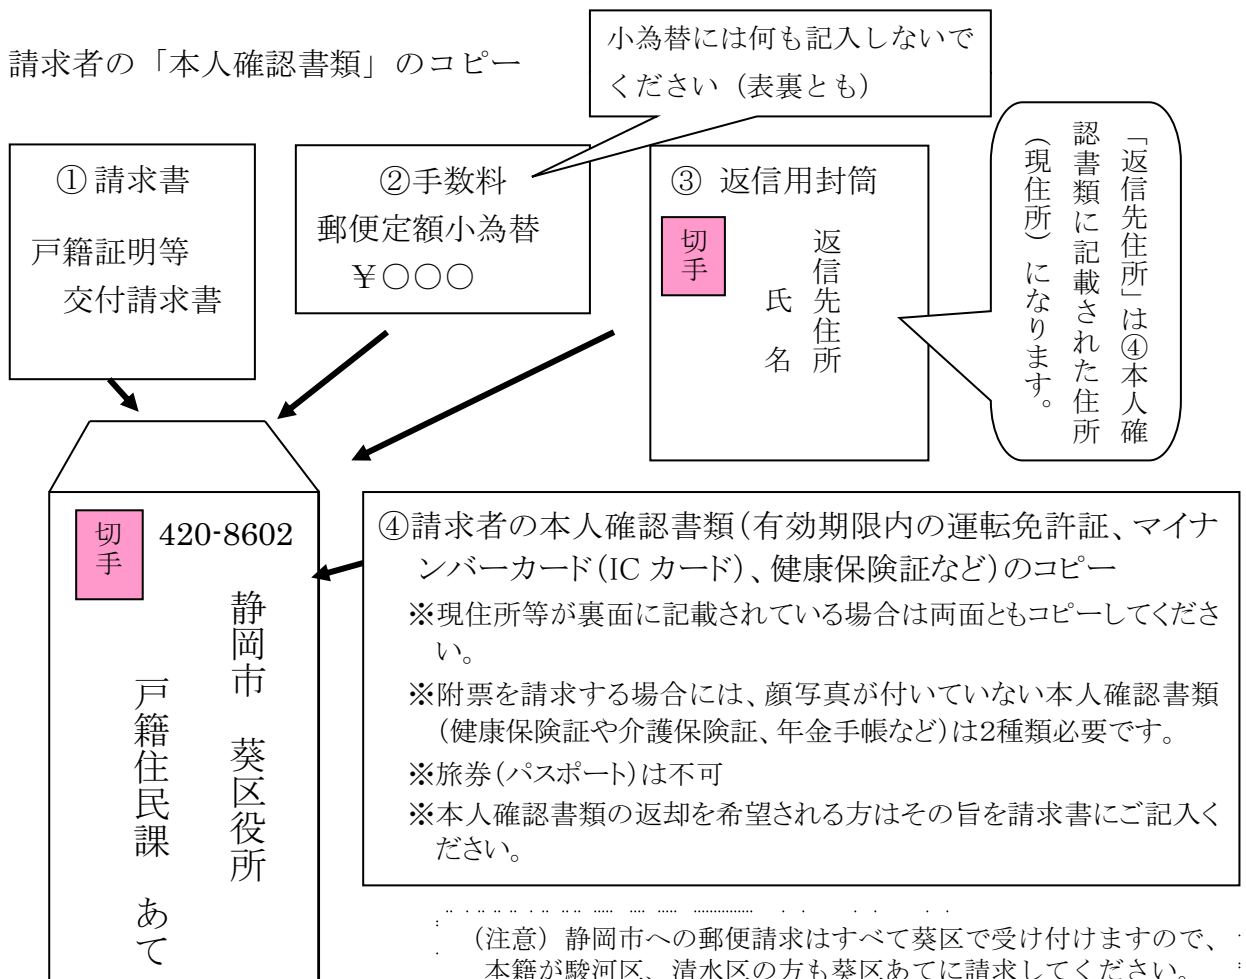 請求者の「本人確認書類」のコピー
小為替には何も記入しないで
ください（表裏とも）
①請求書
戸籍証明等
交付請求書
②手数料
郵便定額小為替
￥〇〇〇
③ 返信用封筒
切手
返信先住所
氏 名
「返信先住所」は④本人確
認書類に記載された住所
（現住所）になります。
切手
420-8602
静岡市 葵区役所
戸籍住民課 あて
④請求者の本人確認書類（有効期限内の運転免許証、マイナ
ンバーカード（IC カード）、健康保険証など）のコピー
※現住所等が裏面に記載されている場合は両面ともコピーしてくださ
い。
※附票を請求する場合には、顔写真が付いていない本人確認書類
（健康保険証や介護保険証、年金手帳など）は2種類必要です。
※旅券（パスポート）は不可
※本人確認書類の返却を希望される方はその旨を請求書にご記入く
ださい。
（注意）静岡市への郵便請求はすべて葵区で受け付けますので、
本籍が駿河区、清水区の方も葵区あてに請求してください。